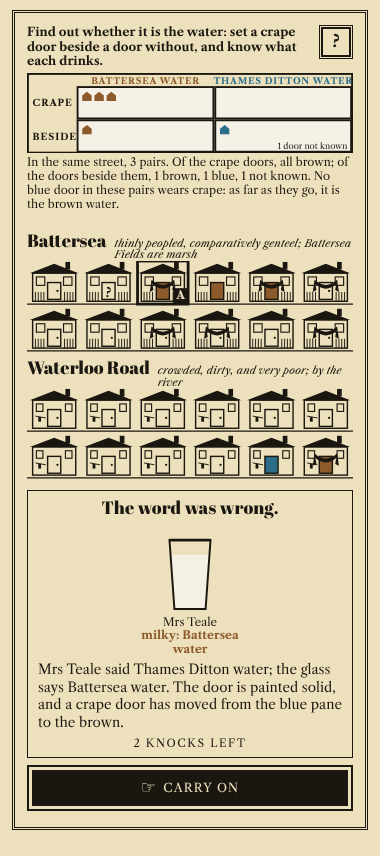 Find out whether it is the water: set a crape
door beside a door without, and know what
each drinks.
?
BATTERSEA WATER THAMES DITTON WATER
CRAPE
BESIDE
1 door not known
In the same street, 3 pairs. Of the crape doors, all brown; of
the doors beside them, 1 brown, 1 blue, 1 not known. No
blue door in these pairs wears crape: as far as they go, it is
the brown water.
Battersea thinly peopled, comparatively genteel; Battersea
Fields are marsh
?
A
Waterloo Road crowded, dirty, and very poor; by the
river
The word was wrong.
Mrs Teale
milky: Battersea
water
Mrs Teale said Thames Ditton water; the glass
says Battersea water. The door is painted solid,
and a crape door has moved from the blue pane
to the brown.
2 KNOCKS LEFT
☞ CARRY ON